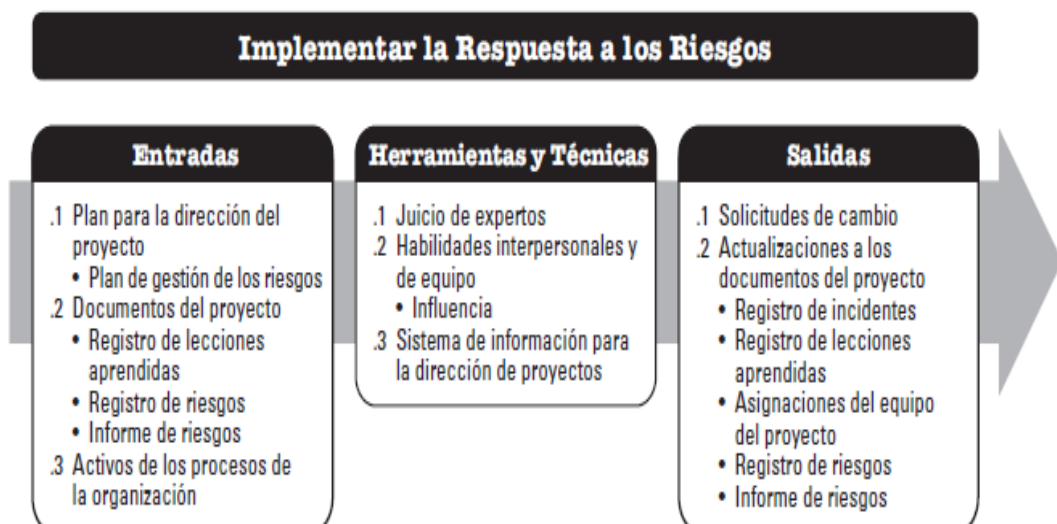 Implementar la Respuesta a los Riesgos
Entradas
.1 Plan para la dirección del
proyecto
• Plan de gestión de los riesgos
.2 Documentos del proyecto
• Registro de lecciones
aprendidas
• Registro de riesgos
• Informe de riesgos
.3 Activos de los procesos de
la organización
Herramientas y Técnicas
.1 Juicio de expertos
.2 Habilidades interpersonales y
de equipo
• Influencia
.3 Sistema de información para
la dirección de proyectos
Salidas
.1 Solicitudes de cambio
.2 Actualizaciones a los
documentos del proyecto
• Registro de incidentes
• Registro de lecciones
aprendidas
• Asignaciones del equipo
del proyecto
• Registro de riesgos
• Informe de riesgos